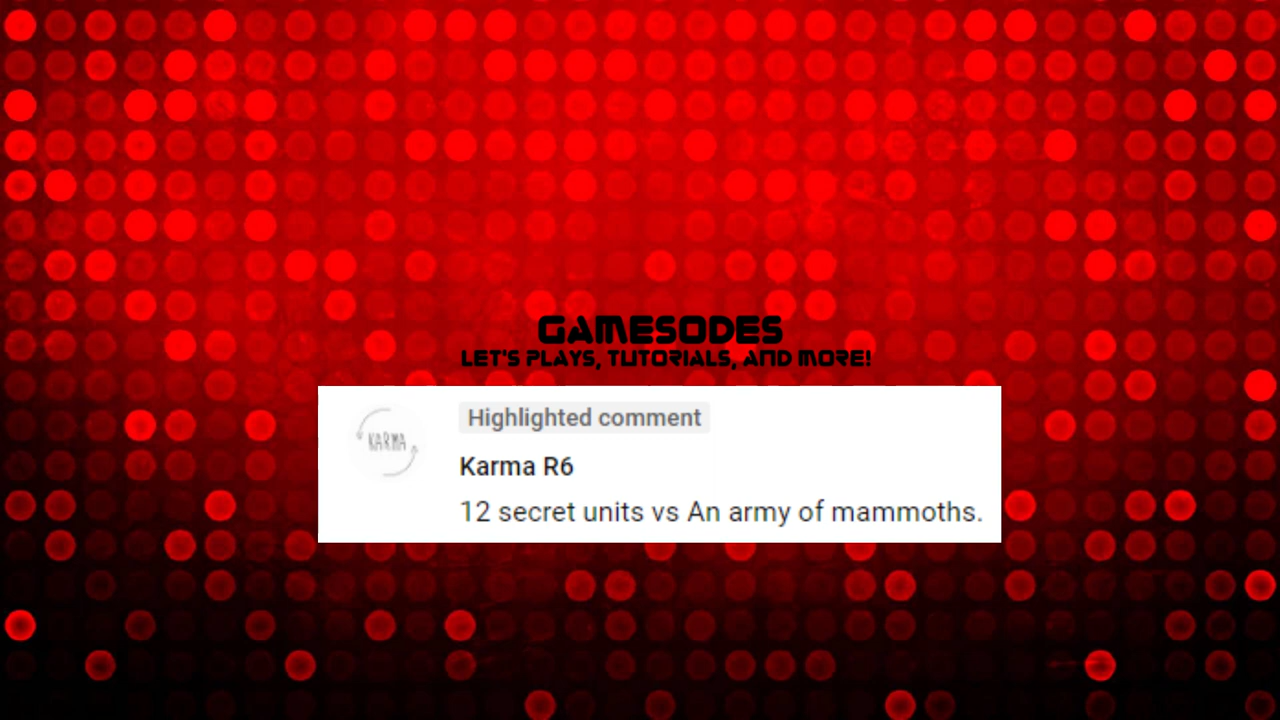 GAMESODES
LET'S PLAYS, TUTORIALS, AND MORE!
KARMA
Highlighted comment
Karma R6
12 secret units vs An army of mammoths.